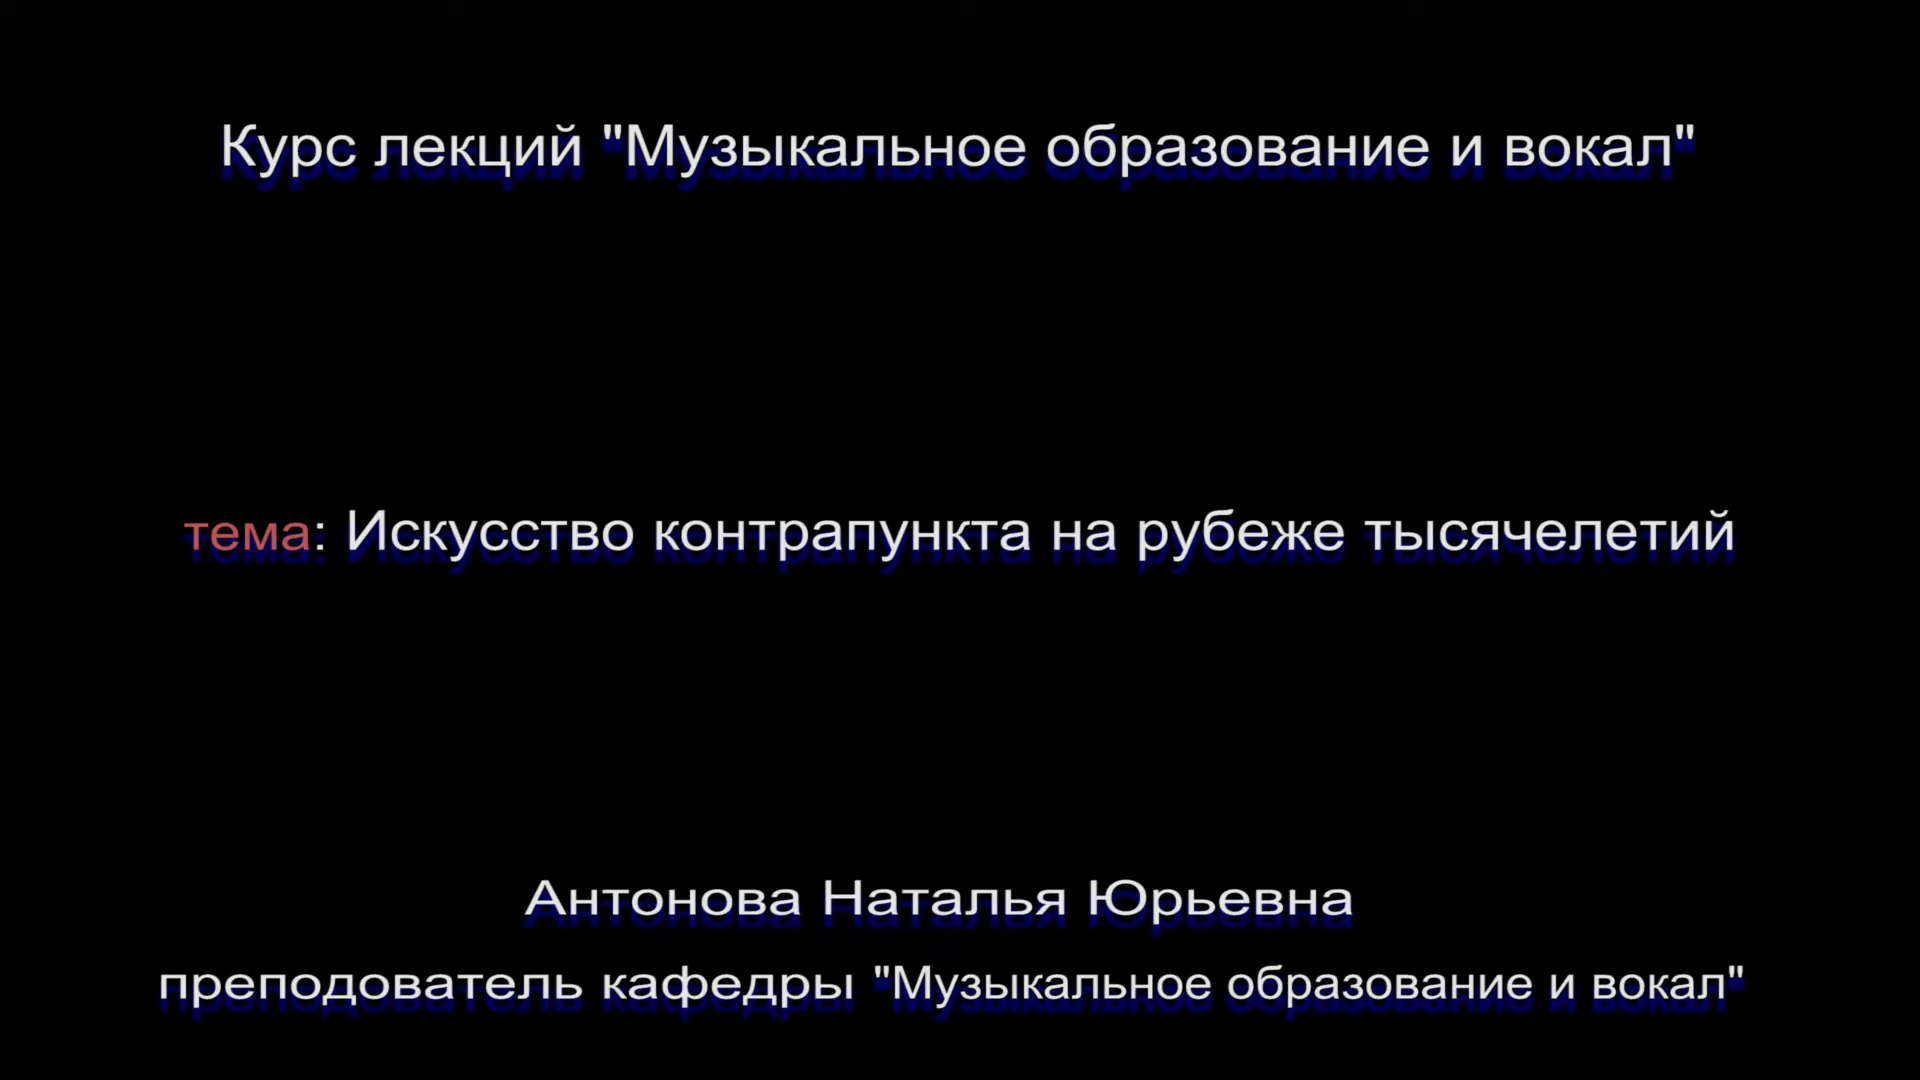 Курс лекций "Музыкальное образование и вокал"
тема: Искусство контрапункта на рубеже тысячелетий
Антонова Наталья Юрьевна
преподователь кафедры "Музыкальное образование и вокал"